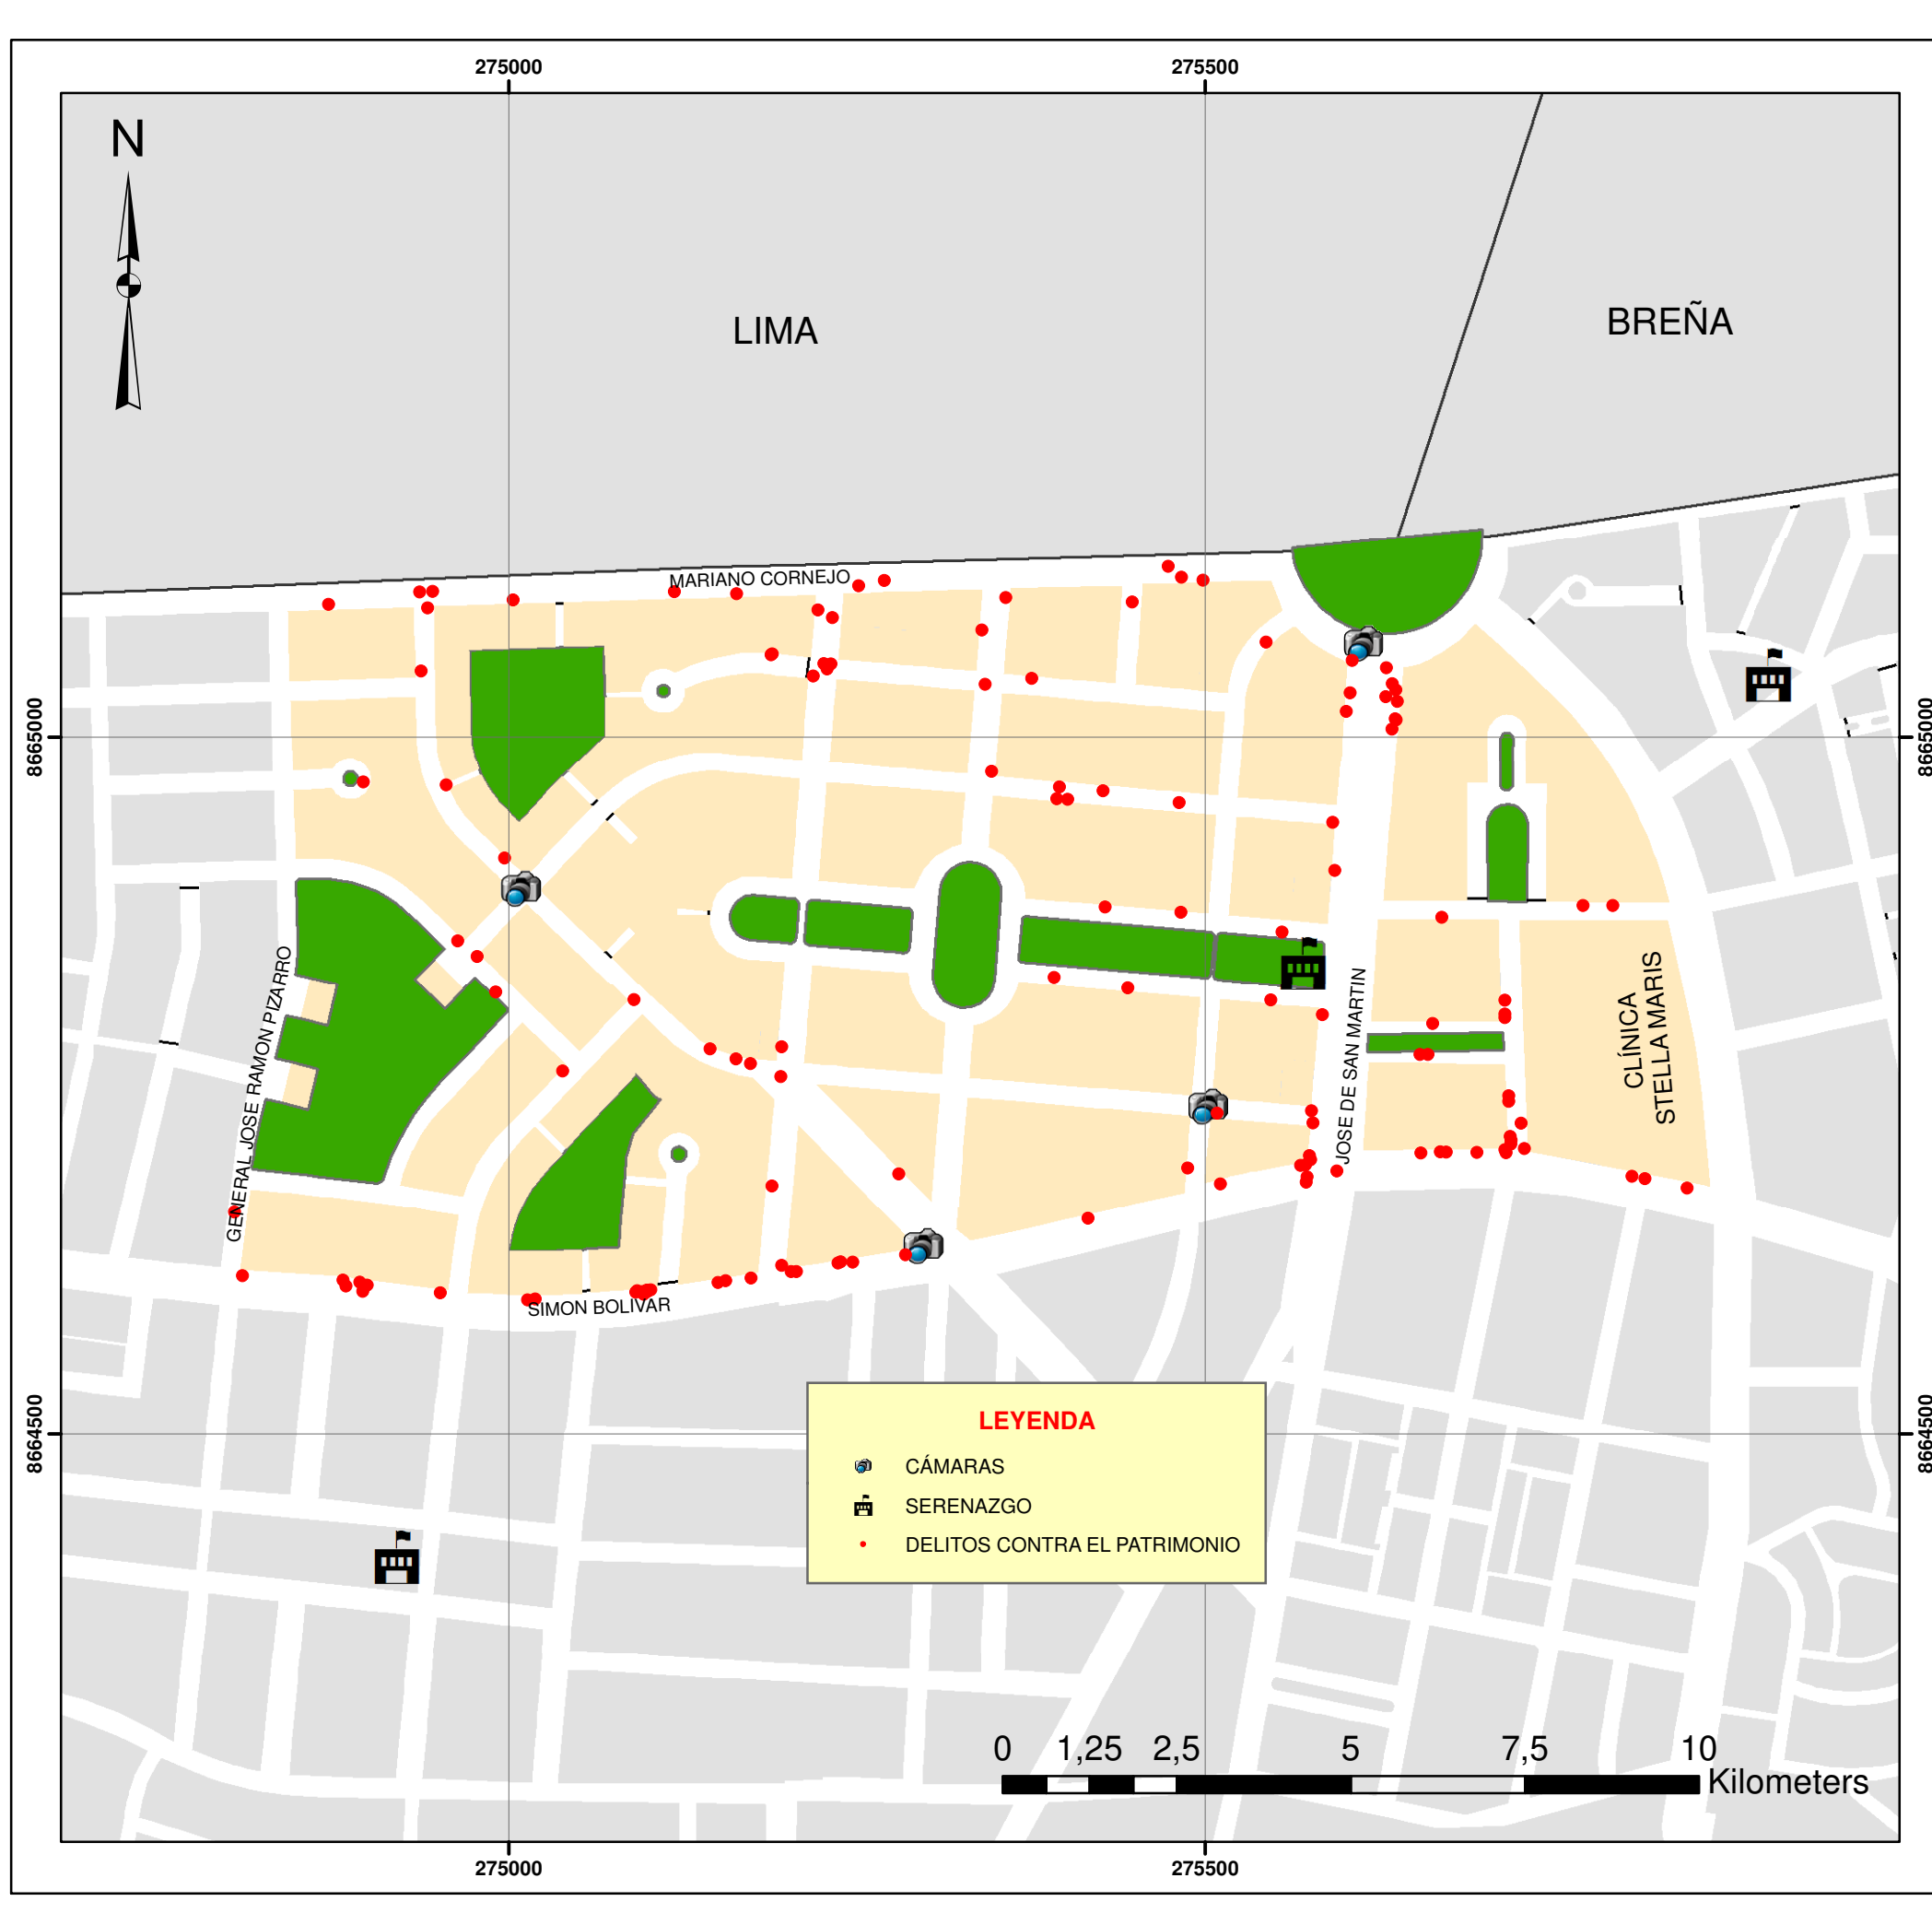 275000
275500
N
LIMA
BREÑA
MARIANO CORNEJO
8665000
8665000
GENERAL JOSE RAMON PIZARRO
JOSE DE SAN MARTIN
CLÍNICA
STELLA MARIS
SIMON BOLIVAR
8664500
8664500
LEYENDA
CÁMARAS
SERENAZGO
DELITOS CONTRA EL PATRIMONIO
0 1,25 2,5 5 7,5 10
Kilometers
275000
275500